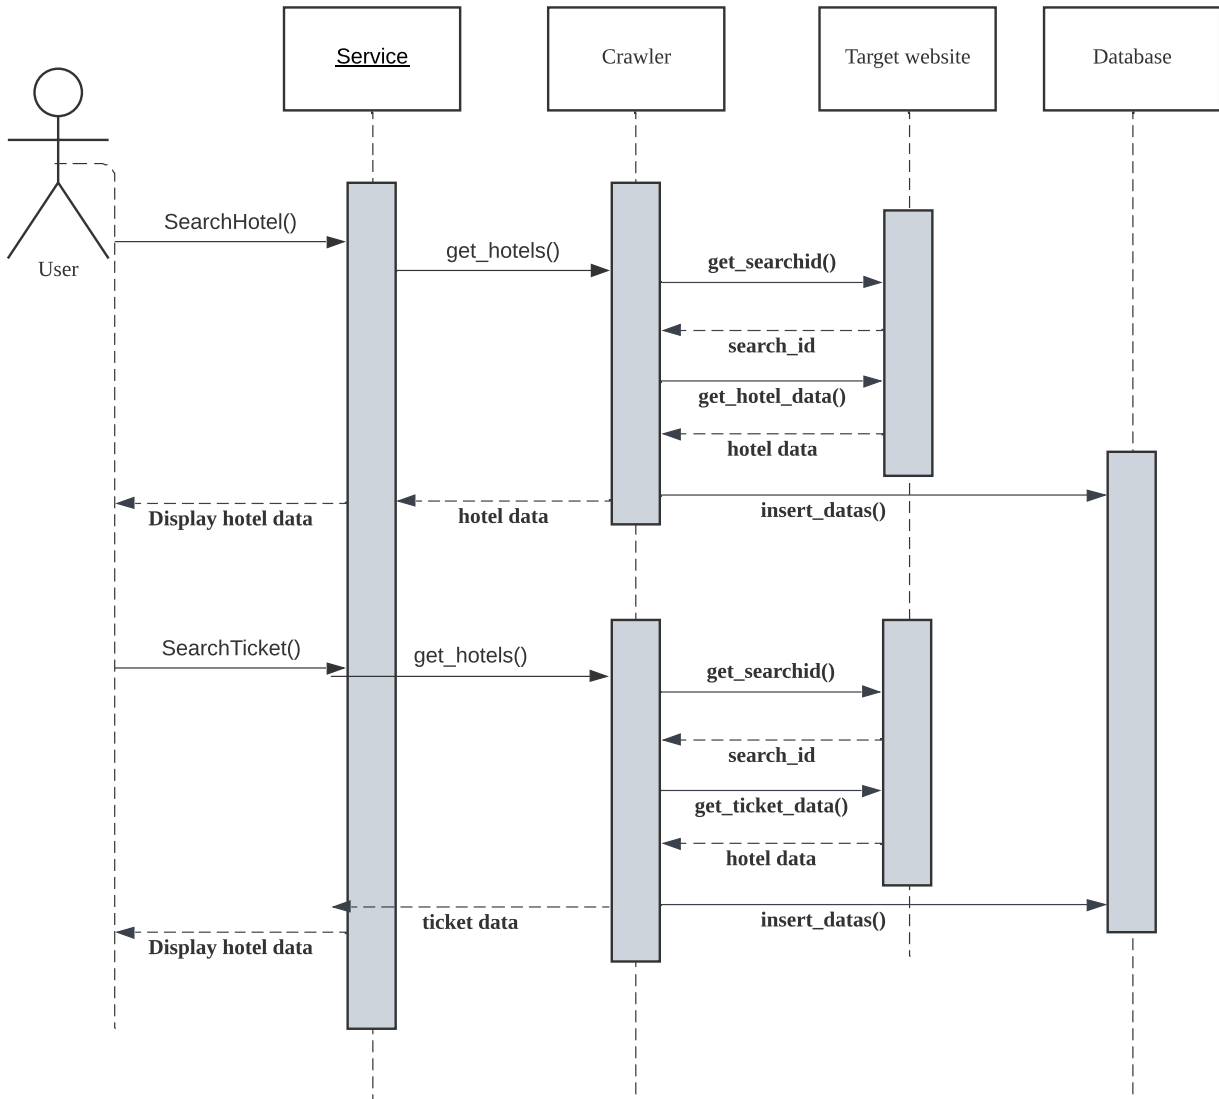 Service
Crawler
Target website
Database
User
SearchHotel()
get_hotels()
get_searchid()
search_id
get_hotel_data()
hotel data
insert_datas()
hotel data
Display hotel data
SearchTicket()
get_hotels()
get_searchid()
search_id
get_ticket_data()
hotel data
insert_datas()
ticket data
Display hotel data